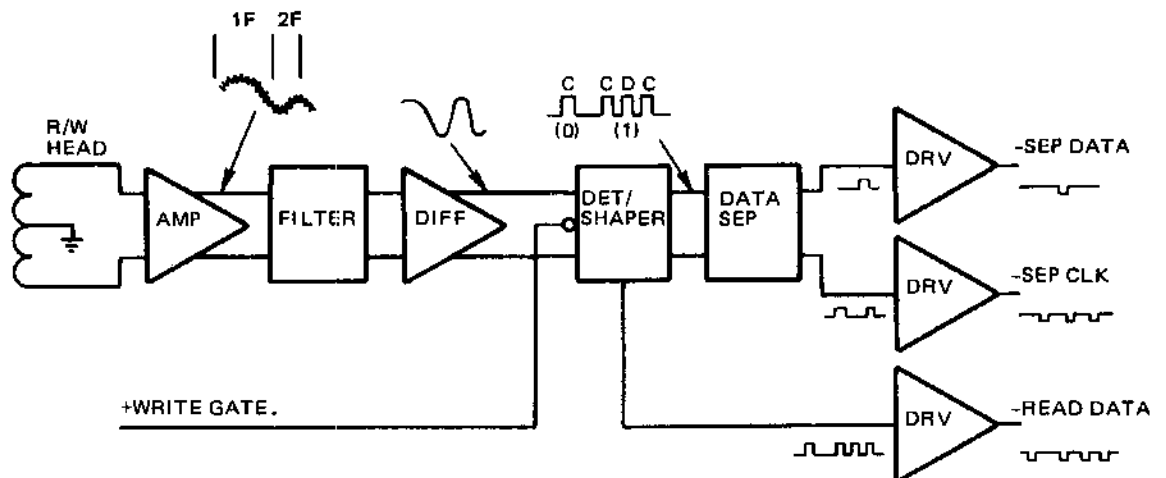 1F 2F
C C D C
(0) (1)
R/W
HEAD
AMP
FILTER
DIFF
DET/
SHAPER
DATA
SEP
DRV
-SEP DATA
DRV
-SEP CLK
+WRITE GATE.
DRV
-READ DATA